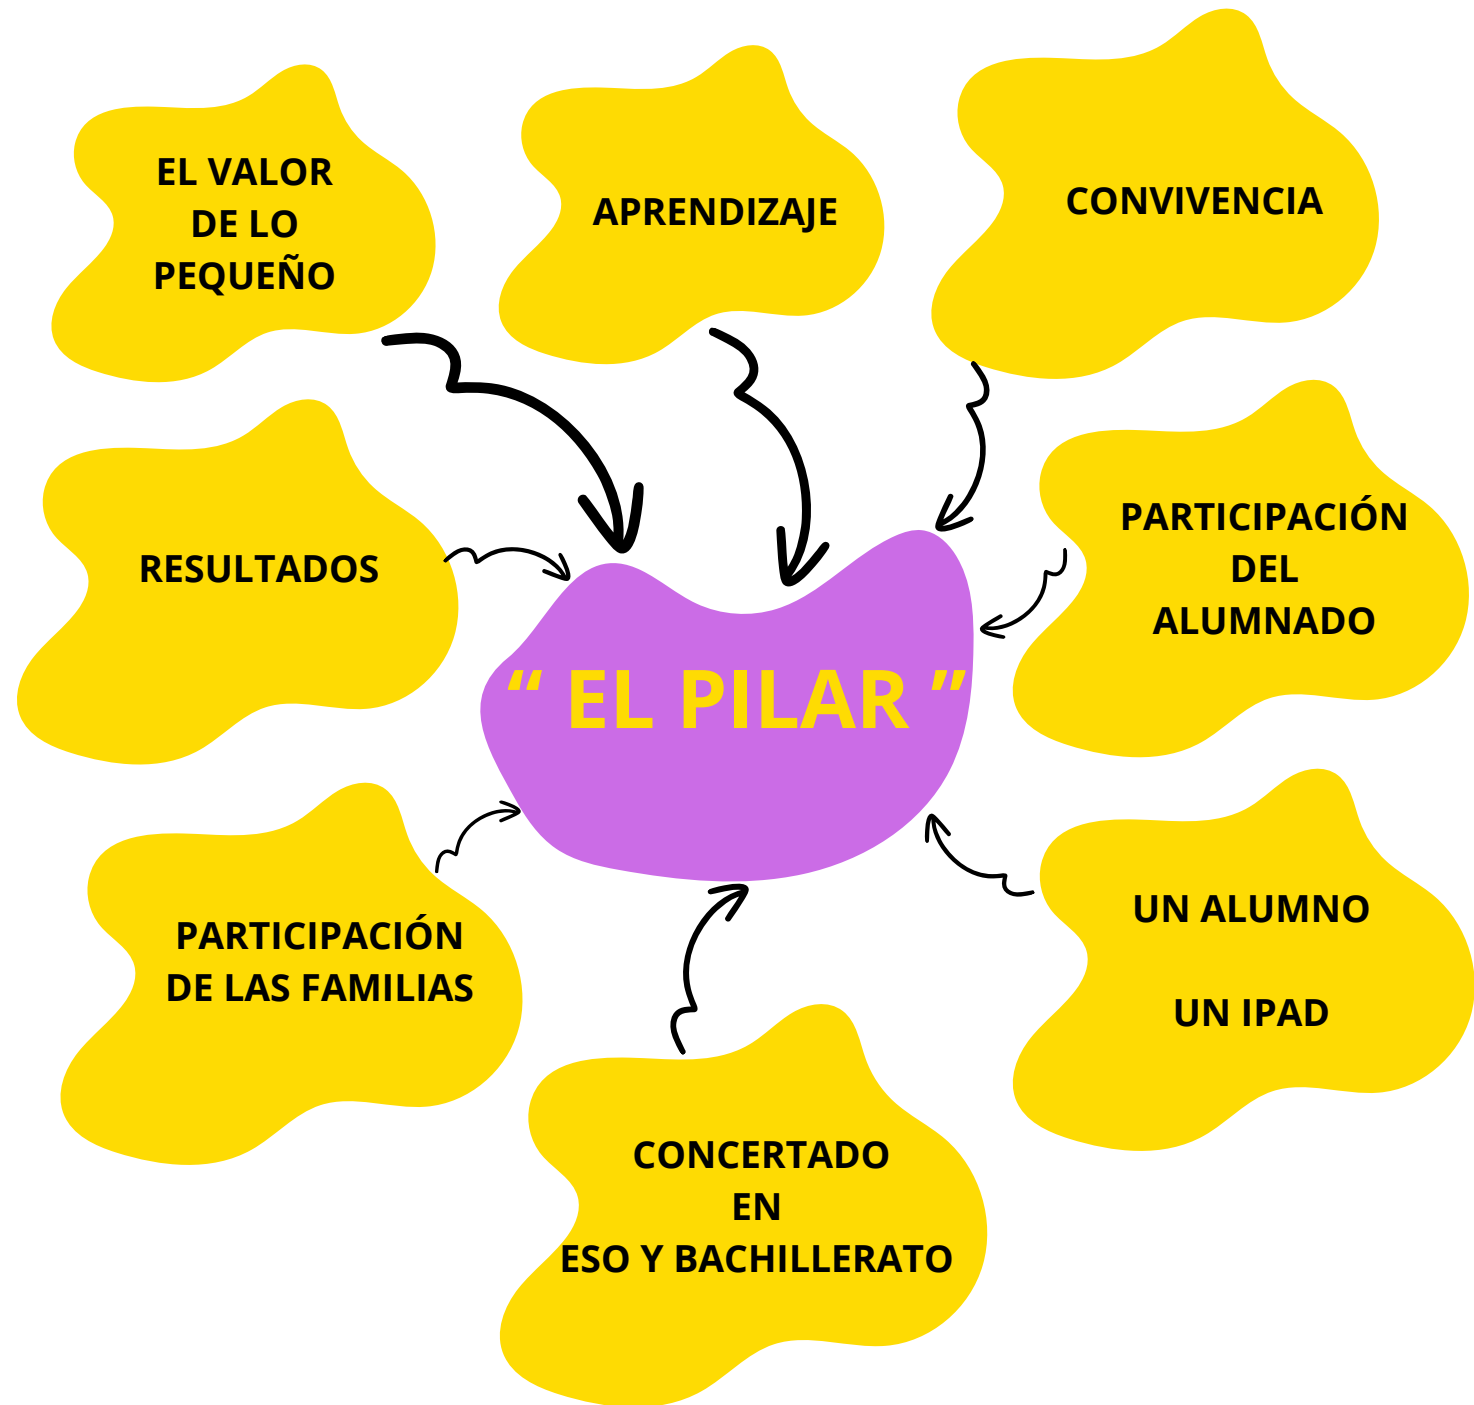 EL VALOR
DE LO
PEQUEÑO
APRENDIZAJE
CONVIVENCIA
RESULTADOS
PARTICIPACIÓN
DEL
ALUMNADO
“ EL PILAR ”
PARTICIPACIÓN
DE LAS FAMILIAS
UN ALUMNO
UN IPAD
CONCERTADO
EN
ESO Y BACHILLERATO